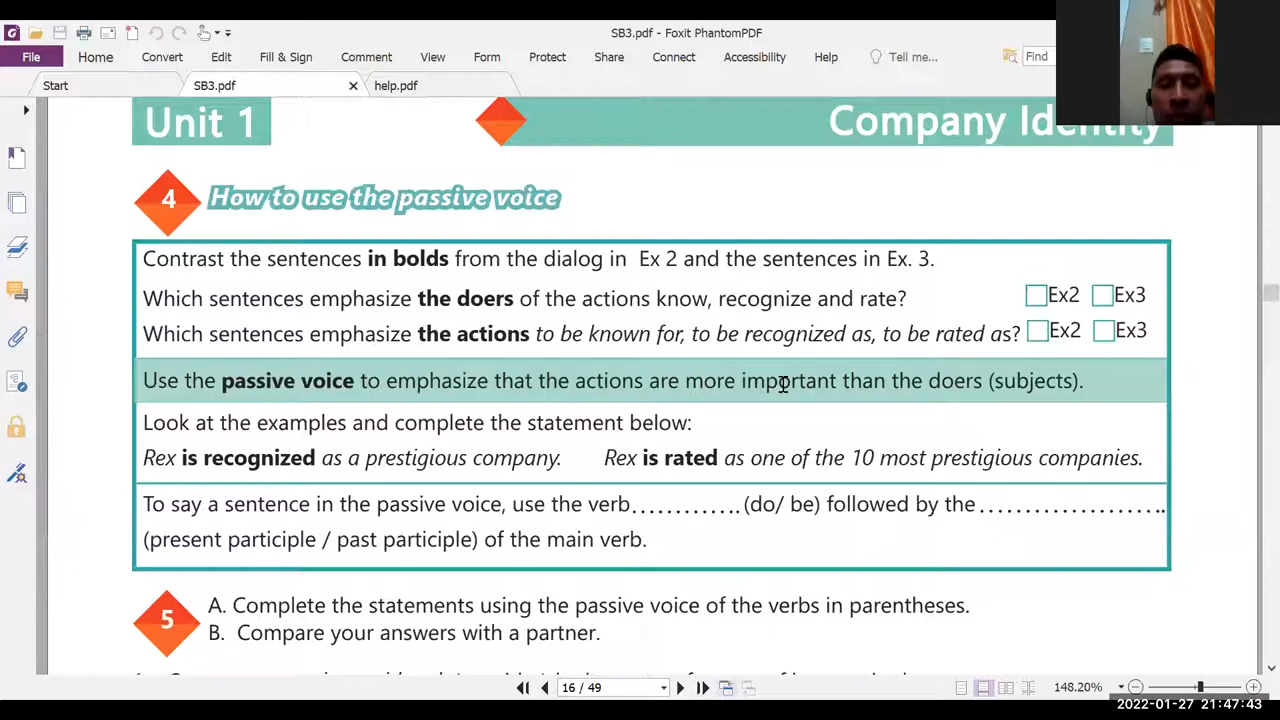 SB3.pdf - Foxit PhantomPDF
File Home Convert Edit Fill & Sign Comment View Form Protect Share Connect Accessibility Help Tell me... Find
Start SB3.pdf help.pdf
Unit 1 Company Identity
4 How to use the passive voice
Contrast the sentences in bolds from the dialog in Ex 2 and the sentences in Ex. 3.
Which sentences emphasize the doers of the actions know, recognize and rate? Ex2 Ex3
Which sentences emphasize the actions to be known for, to be recognized as, to be rated as? Ex2 Ex3
Use the passive voice to emphasize that the actions are more important than the doers (subjects).
Look at the examples and complete the statement below:
Rex is recognized as a prestigious company. Rex is rated as one of the 10 most prestigious companies.
To say a sentence in the passive voice, use the verb............. (do/ be) followed by the .....................
(present participle / past participle) of the main verb.
5 A. Complete the statements using the passive voice of the verbs in parentheses.
B. Compare your answers with a partner.
16 / 49 148.20%
2022-01-27 21:47:43